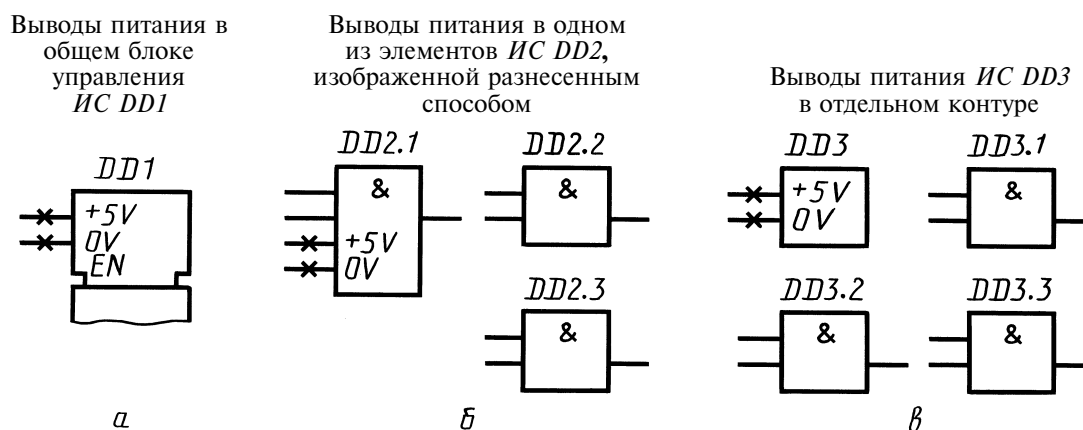 Выводы питания в
общем блоке
управления
ИС DD1
Выводы питания в одном
из элементов ИС DD2,
изображенной разнесенным
способом
Выводы питания ИС DD3
в отдельном контуре
DD1
+5V
0V
EN
DD2.1
&
+5V
0V
DD2.2
&
DD2.3
&
DD3
+5V
0V
DD3.1
&
DD3.2
&
DD3.3
&
а
б
в